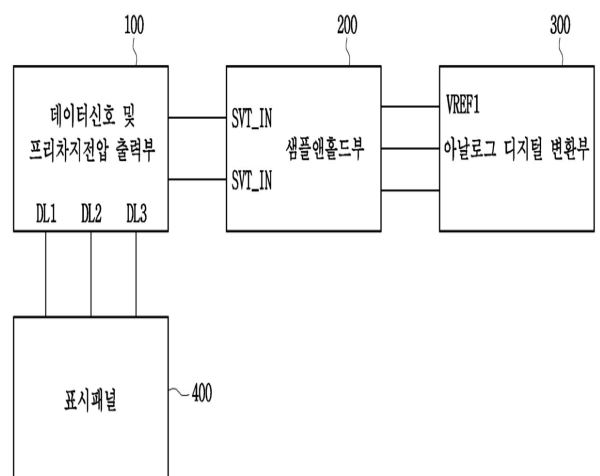 100
200
300
데이터신호 및
프리차지전압 출력부
DL1 DL2 DL3
SVT_IN
SVT_IN
샘플앤홀드부
VREF1
아날로그 디지털 변환부
표시패널
400